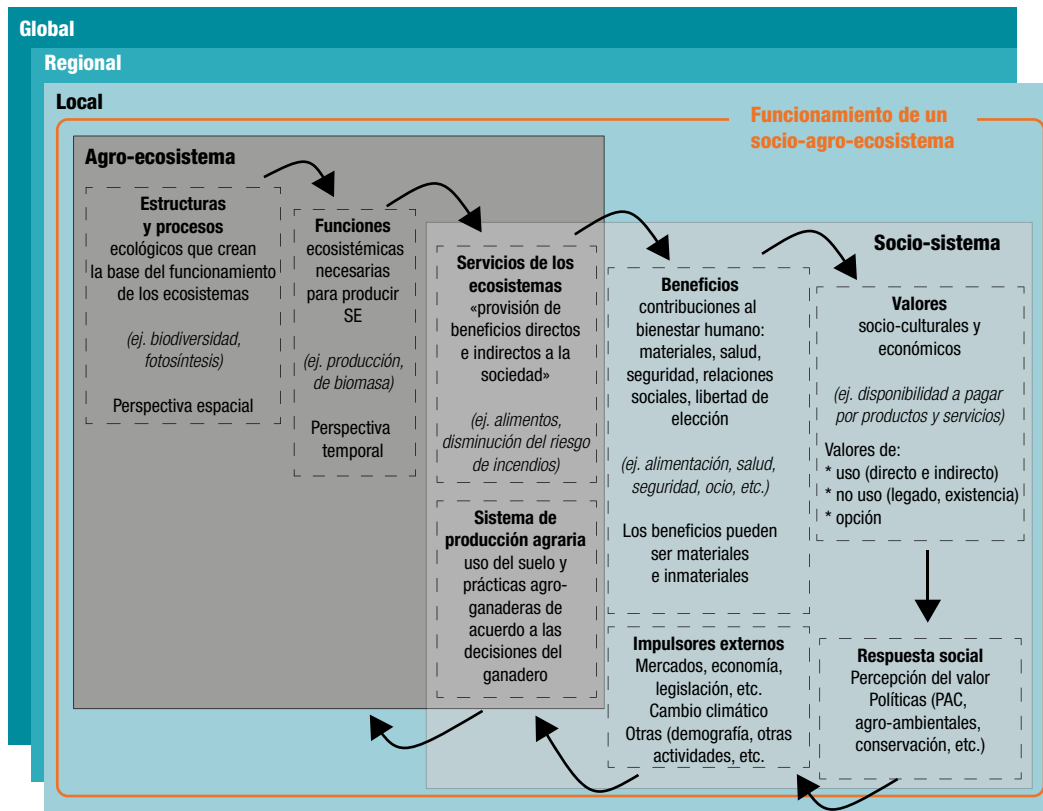 Global
Regional
Local
Funcionamiento de un
socio-agro-ecosistema
Agro-ecosistema
Estructuras
y procesos
ecológicos que crean
la base del funcionamiento
de los ecosistemas
(ej. biodiversidad,
fotosíntesis)
Perspectiva espacial
Funciones
ecosistémicas
necesarias
para producir
SE
(ej. producción,
de biomasa)
Perspectiva
temporal
Servicios de los
ecosistemas
«provisión de
beneficios directos
e indirectos a la
sociedad»
(ej. alimentos,
disminución del riesgo
de incendios)
Sistema de
producción agraria
uso del suelo y
prácticas agro-
ganaderas de
acuerdo a las
decisiones del
ganadero
Socio-sistema
Beneficios
contribuciones al
bienestar humano:
materiales, salud,
seguridad, relaciones
sociales, libertad de
elección
(ej. alimentación, salud,
seguridad, ocio, etc.)
Los beneficios pueden
ser materiales
e inmateriales
Impulsores externos
Mercados, economía,
legislación, etc.
Cambio climático
Otras (demografía, otras
actividades, etc.
Valores
socio-culturales y
económicos
(ej. disponibilidad a pagar
por productos y servicios)
Valores de:
* uso (directo e indirecto)
* no uso (legado, existencia)
* opción
Respuesta social
Percepción del valor
Políticas (PAC,
agro-ambientales,
conservación, etc.)